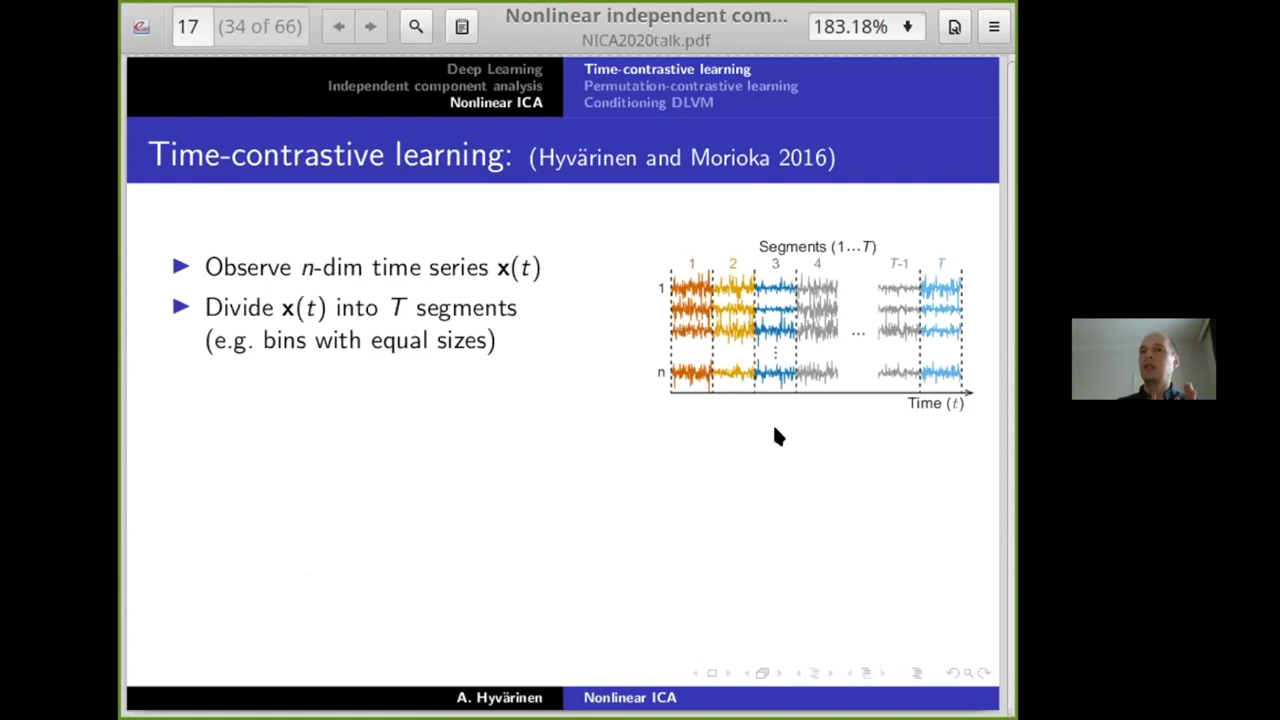 17 (34 of 66)
Nonlinear independent com...
NICA2020talk.pdf
183.18%
Deep Learning
Independent component analysis
Nonlinear ICA
Time-contrastive learning
Permutation-contrastive learning
Conditioning DLVM
Time-contrastive learning: (Hyvärinen and Morioka 2016)
Observe n-dim time series x(t)
Divide x(t) into T segments
(e.g. bins with equal sizes)
Segments (1...T)
1 2 3 4 T-1 T
1
...
n
Time (t)
A. Hyvärinen
Nonlinear ICA